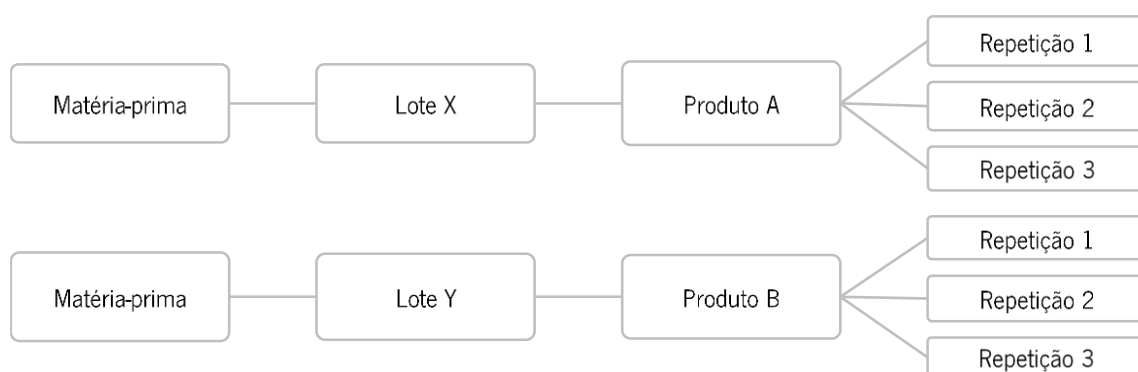 Repetição 1
Matéria-prima
Lote X
Produto A
Repetição 2
Repetição 3
Repetição 1
Matéria-prima
Lote Y
Produto B
Repetição 2
Repetição 3